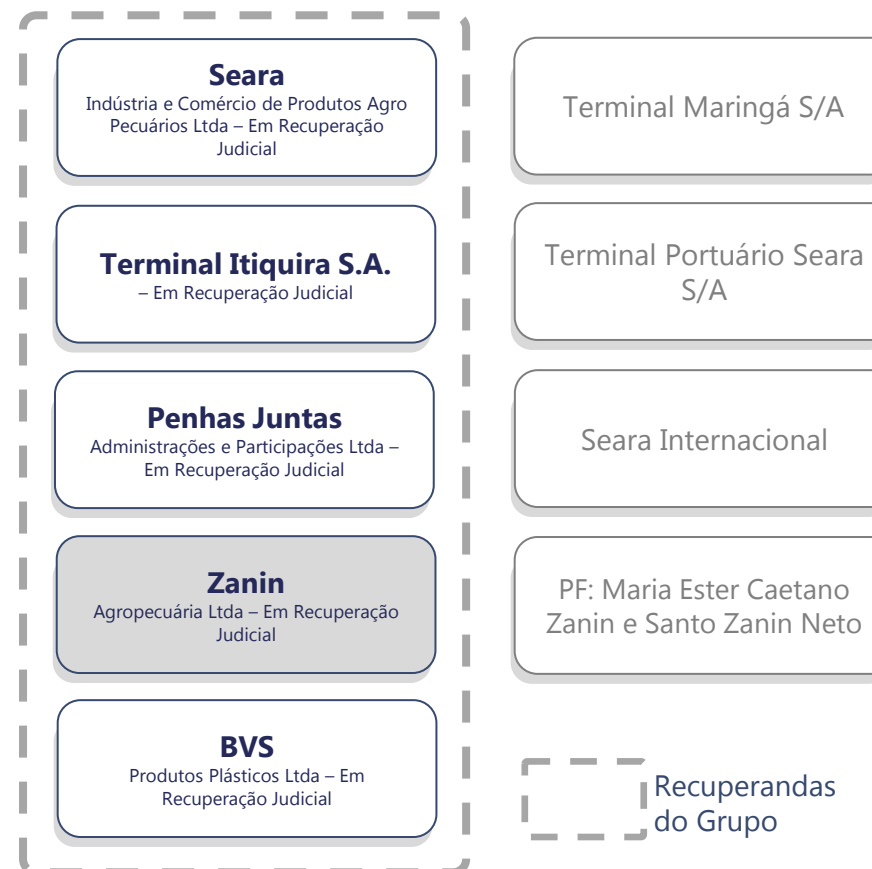 Seara
Indústria e Comércio de Produtos Agro
Pecuários Ltda – Em Recuperação
Judicial
Terminal Itiquira S.A.
– Em Recuperação Judicial
Penhas Juntas
Administrações e Participações Ltda –
Em Recuperação Judicial
Zanin
Agropecuária Ltda – Em Recuperação
Judicial
BVS
Produtos Plásticos Ltda – Em
Recuperação Judicial
Terminal Maringá S/A
Terminal Portuário Seara
S/A
Seara Internacional
PF: Maria Ester Caetano
Zanin e Santo Zanin Neto
Recuperandas
do Grupo